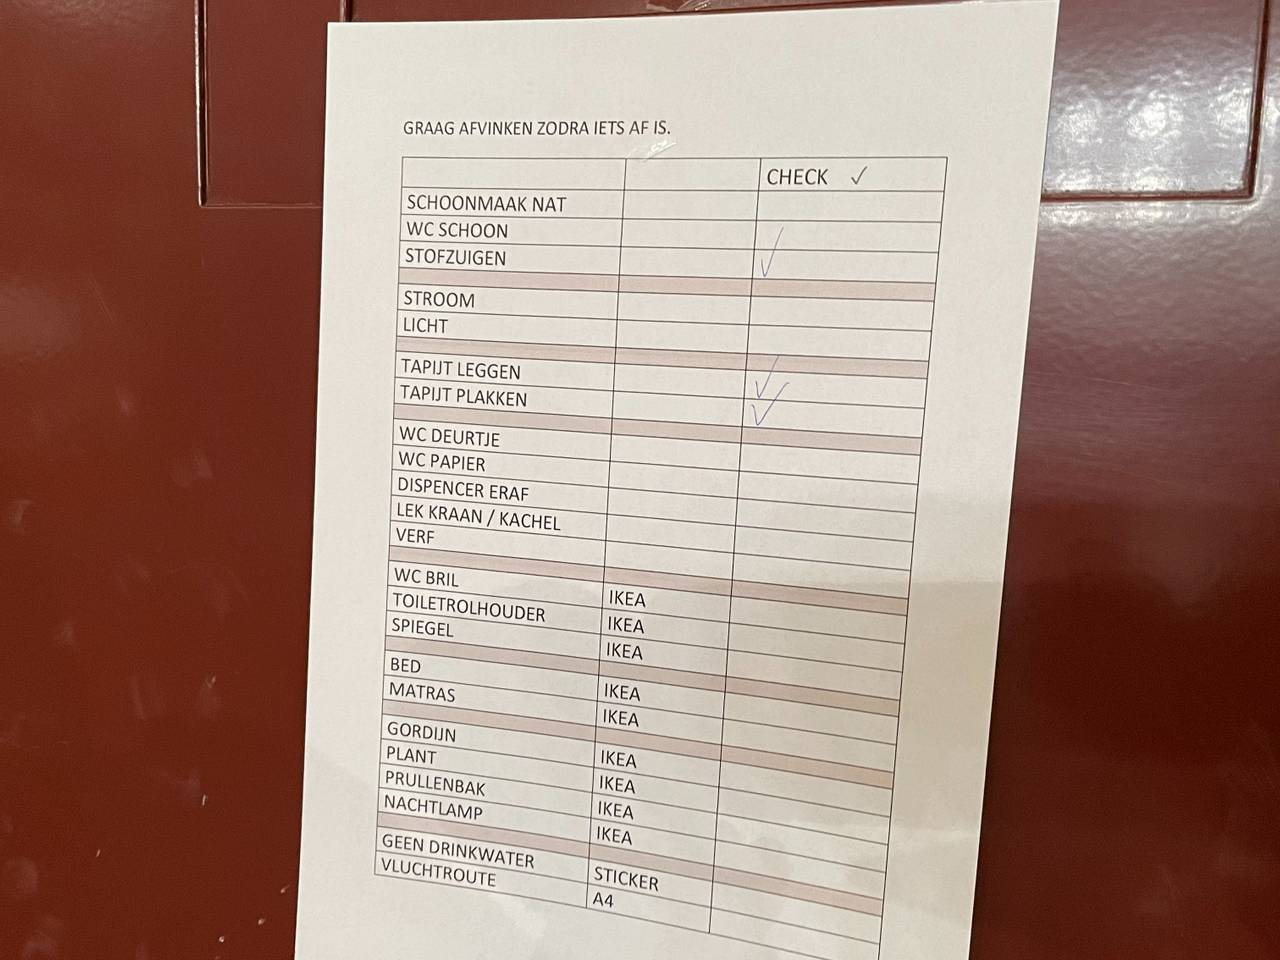 GRAAG AFVINKEN ZODRA IETS AF IS.
CHECK ✓
SCHOONMAAK NAT
WC SCHOON
STOFZUIGEN ✓
STROOM
LICHT
TAPIJT LEGGEN ✓
TAPIJT PLAKKEN ✓
WC DEURTJE
WC PAPIER
DISPENCER ERAF
LEK KRAAN / KACHEL
VERF
WC BRIL IKEA
TOILETROLHOUDER IKEA
SPIEGEL IKEA
BED IKEA
MATRAS IKEA
GORDIJN IKEA
PLANT IKEA
PRULLENBAK IKEA
NACHTLAMP IKEA
GEEN DRINKWATER STICKER
VLUCHTROUTE A4